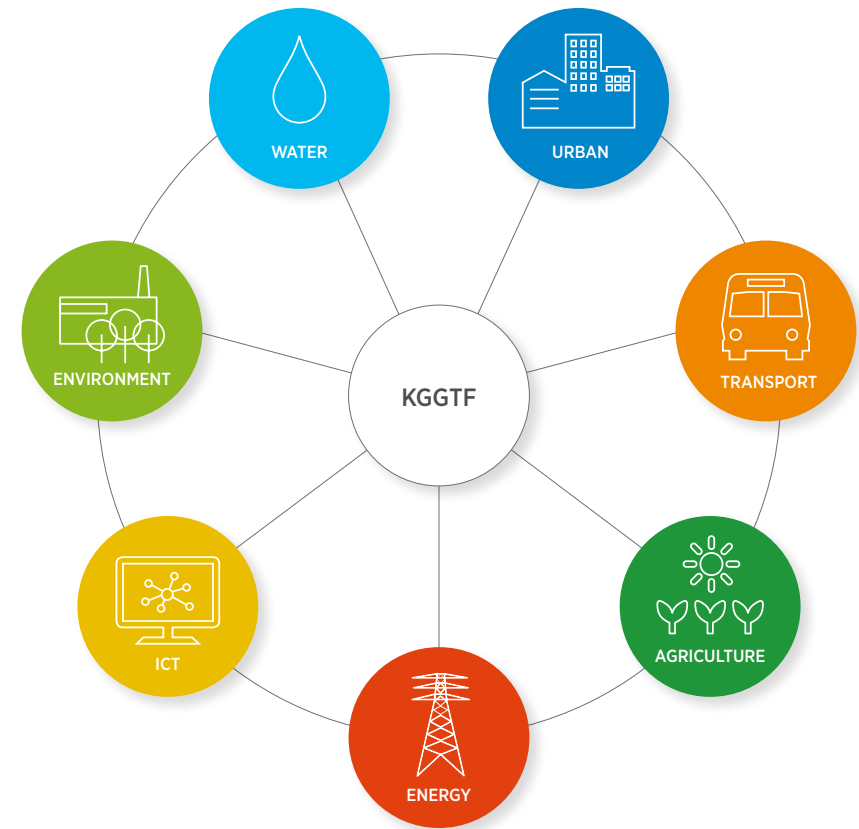 WATER
URBAN
ENVIRONMENT
KGGTF
TRANSPORT
ICT
AGRICULTURE
ENERGY